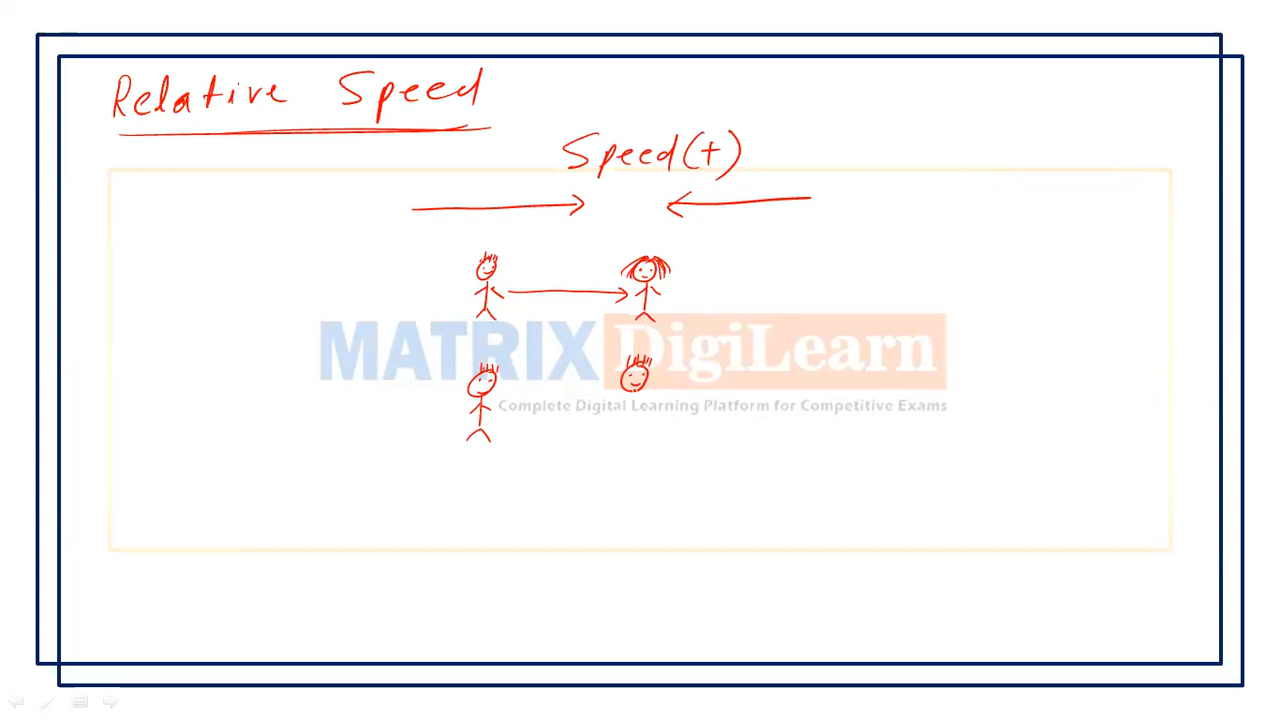 Relative Speed
Speed (+)
MATRIX DigiLearn
Complete Digital Learning Platform for Competitive Exams